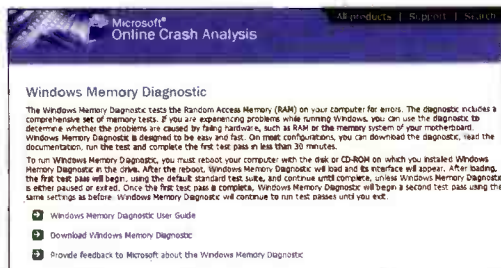 All products | Support | Search
Microsoft®
Online Crash Analysis
Windows Memory Diagnostic
The Windows Memory Diagnostic tests the Random Access Memory (RAM) on your computer for errors. The diagnostic includes a
comprehensive set of memory tests. If you are experiencing problems while running Windows, you can use the diagnostic to
determine whether the problems are caused by failing hardware, such as RAM or the memory system of your motherboard.
Windows Memory Diagnostic is designed to be easy and fast. On most configurations, you can download the diagnostic, read the
documentation, run the test and complete the first test pass in less than 30 minutes.
To run Windows Memory Diagnostic, you must reboot your computer with the disk or CD-ROM on which you installed Windows
Memory Diagnostic in the drive. After the reboot, Windows Memory Diagnostic will load and its interface will appear. After loading,
the first test pass will begin, using the default standard test suite, and continue until complete, unless Windows Memory Diagnostic
is either paused or exited. Once the first test pass is complete, Windows Memory Diagnostic will begin a second test pass using the
same settings as before. Windows Memory Diagnostic will continue to run test passes until you exit.
Windows Memory Diagnostic User Guide
Download Windows Memory Diagnostic
Provide feedback to Microsoft about the Windows Memory Diagnostic